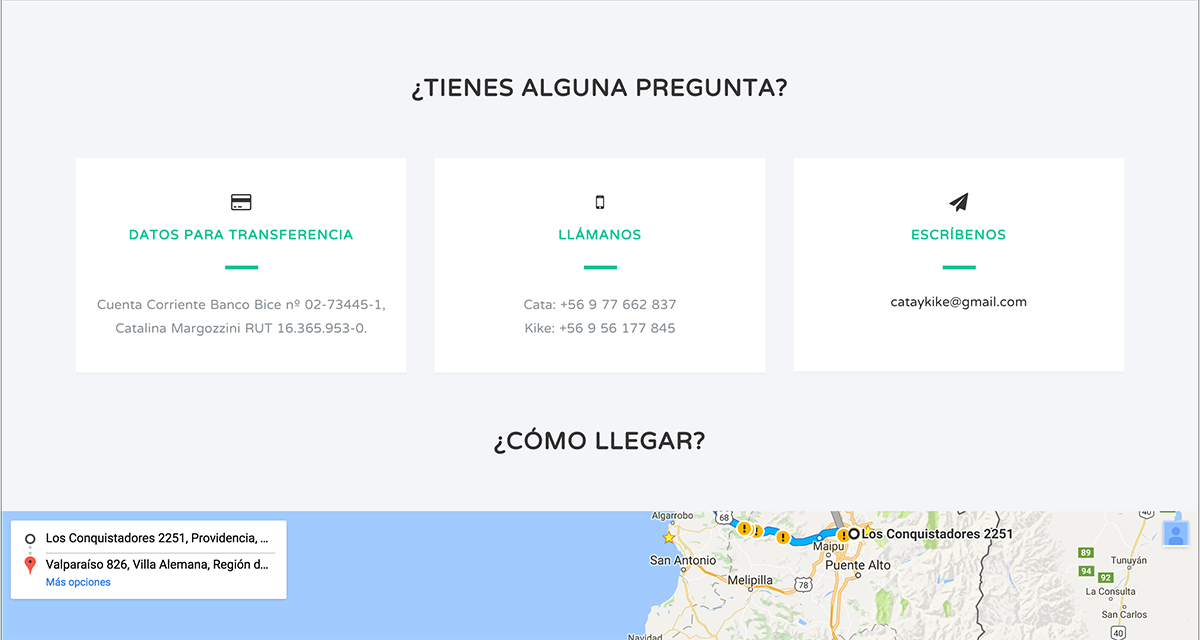 ¿TIENES ALGUNA PREGUNTA?
DATOS PARA TRANSFERENCIA
Cuenta Corriente Banco Bice nº 02-73445-1,
Catalina Margozzini RUT 16.365.953-0.
LLÁMANOS
Cata: +56 9 77 662 837
Kike: +56 9 56 177 845
ESCRÍBENOS
cataykike@gmail.com
¿CÓMO LLEGAR?
Los Conquistadores 2251, Providencia, ...
Valparaíso 826, Villa Alemana, Región d...
Más opciones
Algarrobo
68
Los Conquistadores 2251
Maipú
San Antonio
Puente Alto
Melipilla
78
Navidad
40
89
94
92
Tunuyán
La Consulta
San Carlos
40